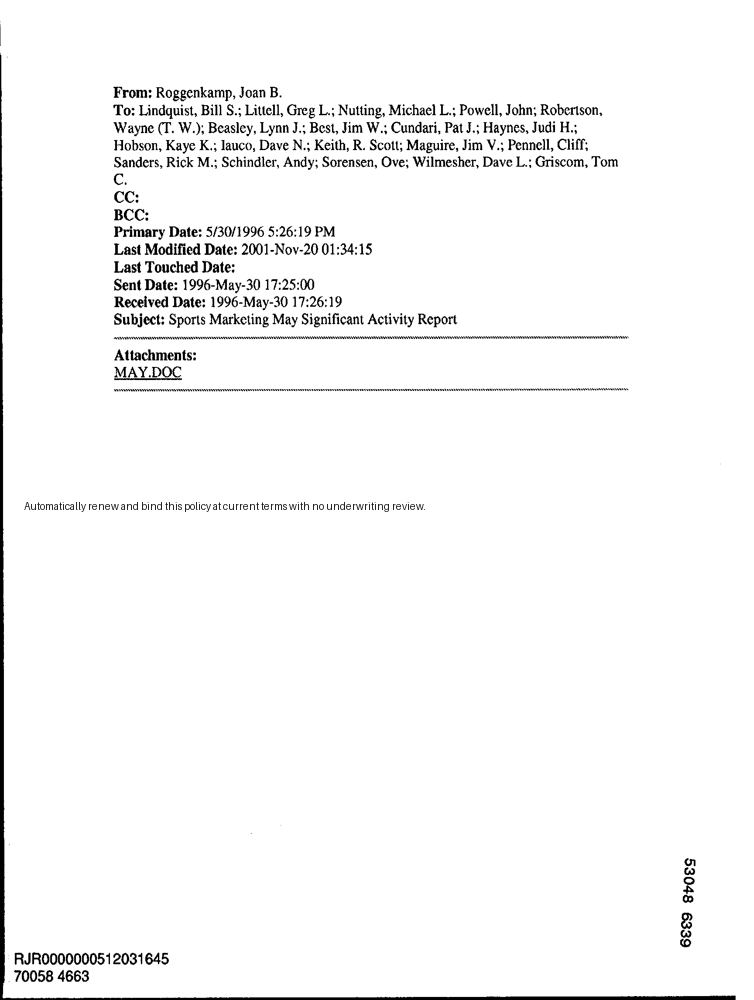 From: Roggenkamp, Joan B.
To: Lindquist, Bill S.; Littell, Greg L.; Nutting, Michael L.; Powell, John; Robertson,
Wayne (T. W.); Beasley, Lynn J.; Best, Jim W.; Cundari, Pat J.; Haynes, Judi H.;
Hobson, Kaye K.; Iauco, Dave N.; Keith, R. Scott; Maguire, Jim V.; Pennell, Cliff;
Sanders, Rick M.; Schindler, Andy; Sorensen, Ove; Wilmesher, Dave L.; Griscom, Tom
C.
CC:
BCC:
Primary Date: 5/30/1996 5:26:19 PM
Last Modified Date: 2001-Nov-20 01:34:15
Last Touched Date:
Sent Date: 1996-May-30 17:25:00
Received Date: 1996-May-30 17:26:19
Subject: Sports Marketing May Significant Activity Report
Attachments:
MAY.DOC
Automatically renew and bind this policy at current terms with no underwriting review.
53048 6339
RJR0000000512031645
70058 4663